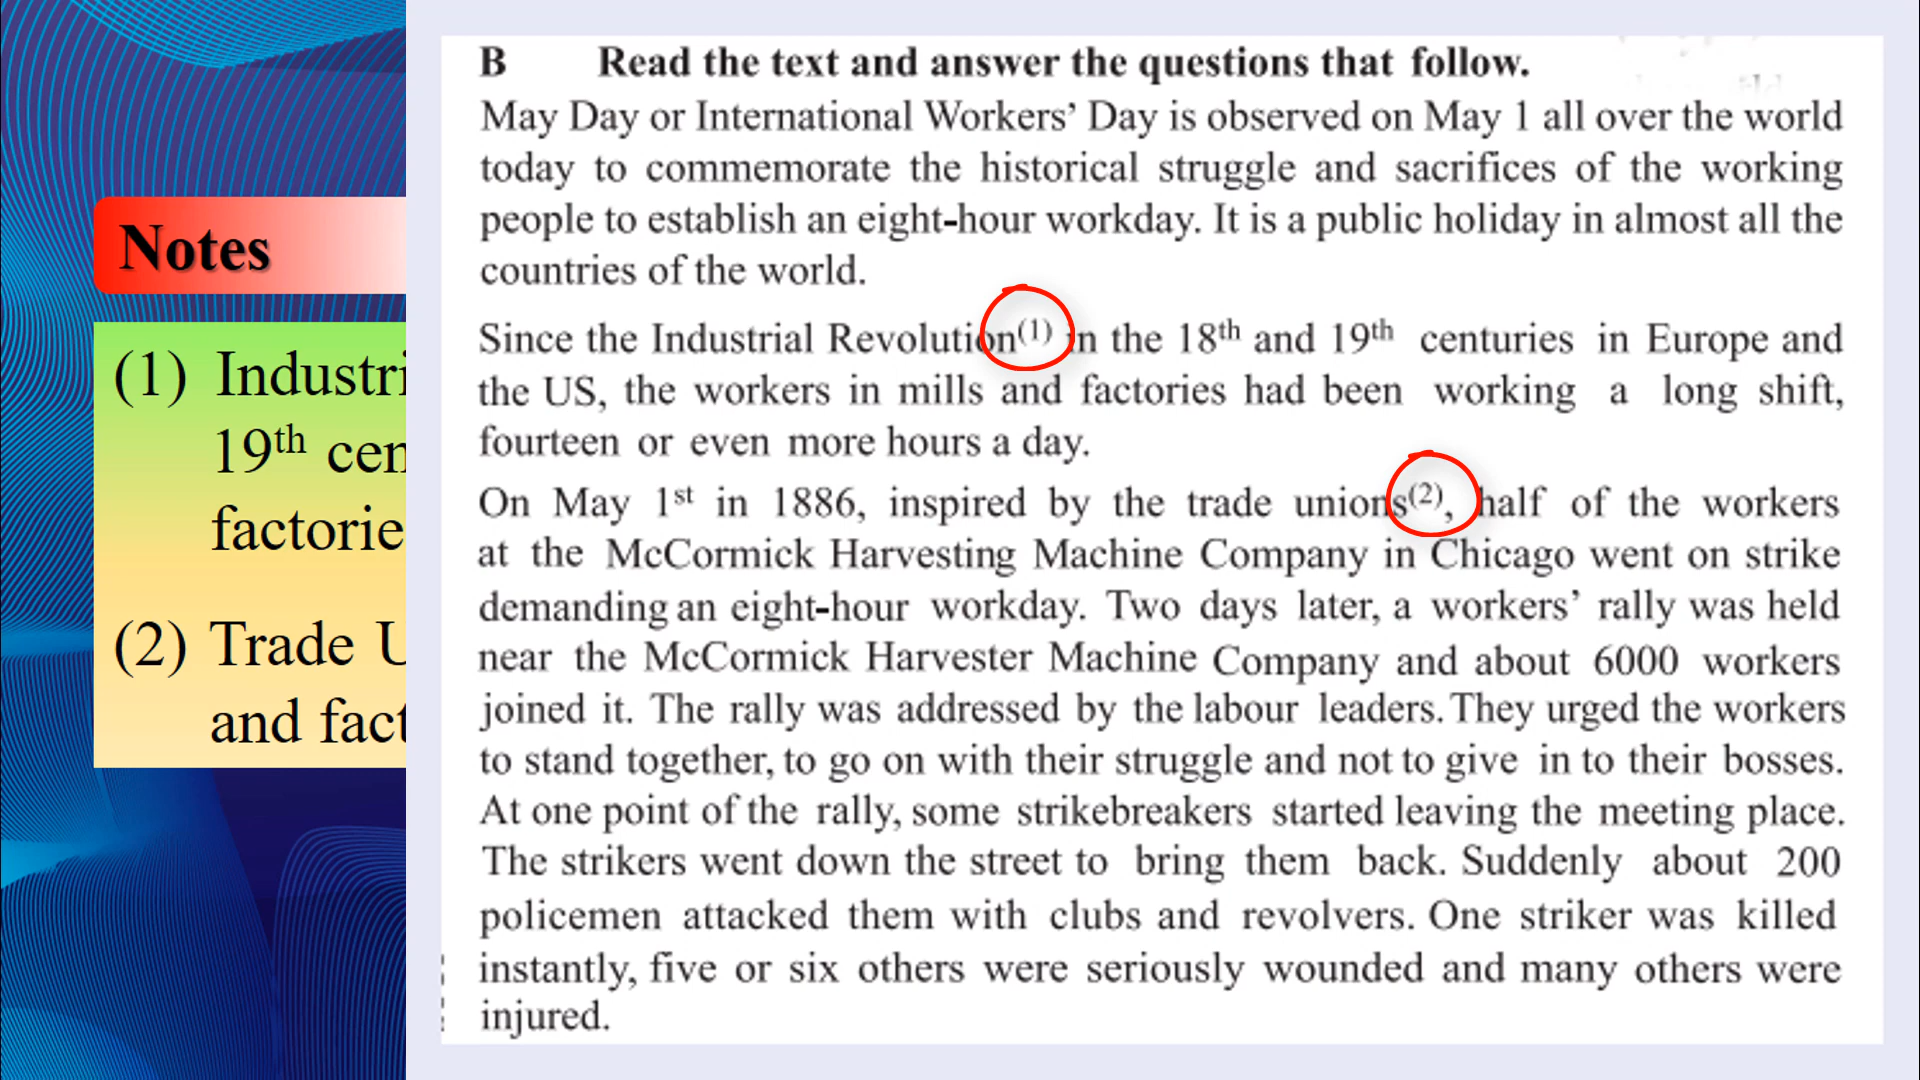 Notes
(1) Industri
19th cen
factorie
(2) Trade U
and fact
B Read the text and answer the questions that follow.
May Day or International Workers’ Day is observed on May 1 all over the world
today to commemorate the historical struggle and sacrifices of the working
people to establish an eight-hour workday. It is a public holiday in almost all the
countries of the world.
Since the Industrial Revolution(1) in the 18th and 19th centuries in Europe and
the US, the workers in mills and factories had been working a long shift,
fourteen or even more hours a day.
On May 1st in 1886, inspired by the trade unions(2), half of the workers
at the McCormick Harvesting Machine Company in Chicago went on strike
demanding an eight-hour workday. Two days later, a workers’ rally was held
near the McCormick Harvester Machine Company and about 6000 workers
joined it. The rally was addressed by the labour leaders. They urged the workers
to stand together, to go on with their struggle and not to give in to their bosses.
At one point of the rally, some strikebreakers started leaving the meeting place.
The strikers went down the street to bring them back. Suddenly about 200
policemen attacked them with clubs and revolvers. One striker was killed
instantly, five or six others were seriously wounded and many others were
injured.